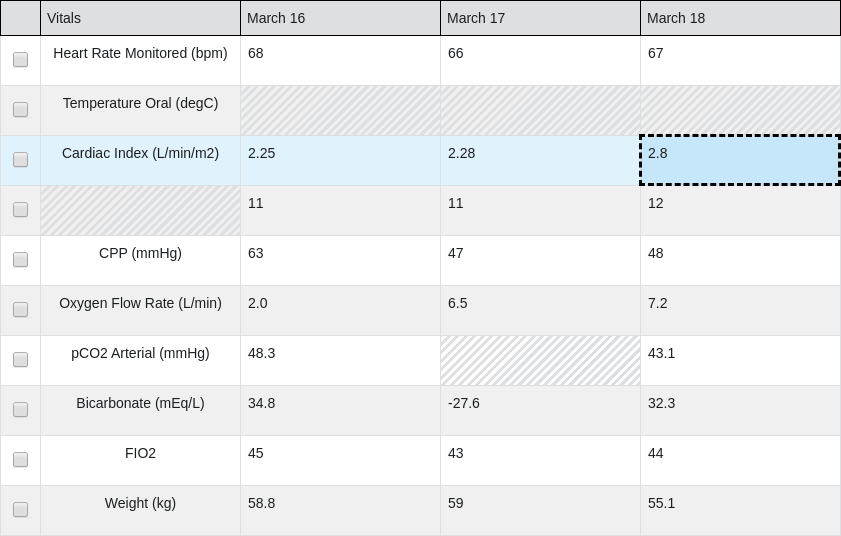 Vitals March 16 March 17 March 18
Heart Rate Monitored (bpm) 68 66 67
Temperature Oral (degC)
Cardiac Index (L/min/m2) 2.25 2.28 2.8
11 11 12
CPP (mmHg) 63 47 48
Oxygen Flow Rate (L/min) 2.0 6.5 7.2
pCO2 Arterial (mmHg) 48.3 43.1
Bicarbonate (mEq/L) 34.8 -27.6 32.3
FIO2 45 43 44
Weight (kg) 58.8 59 55.1